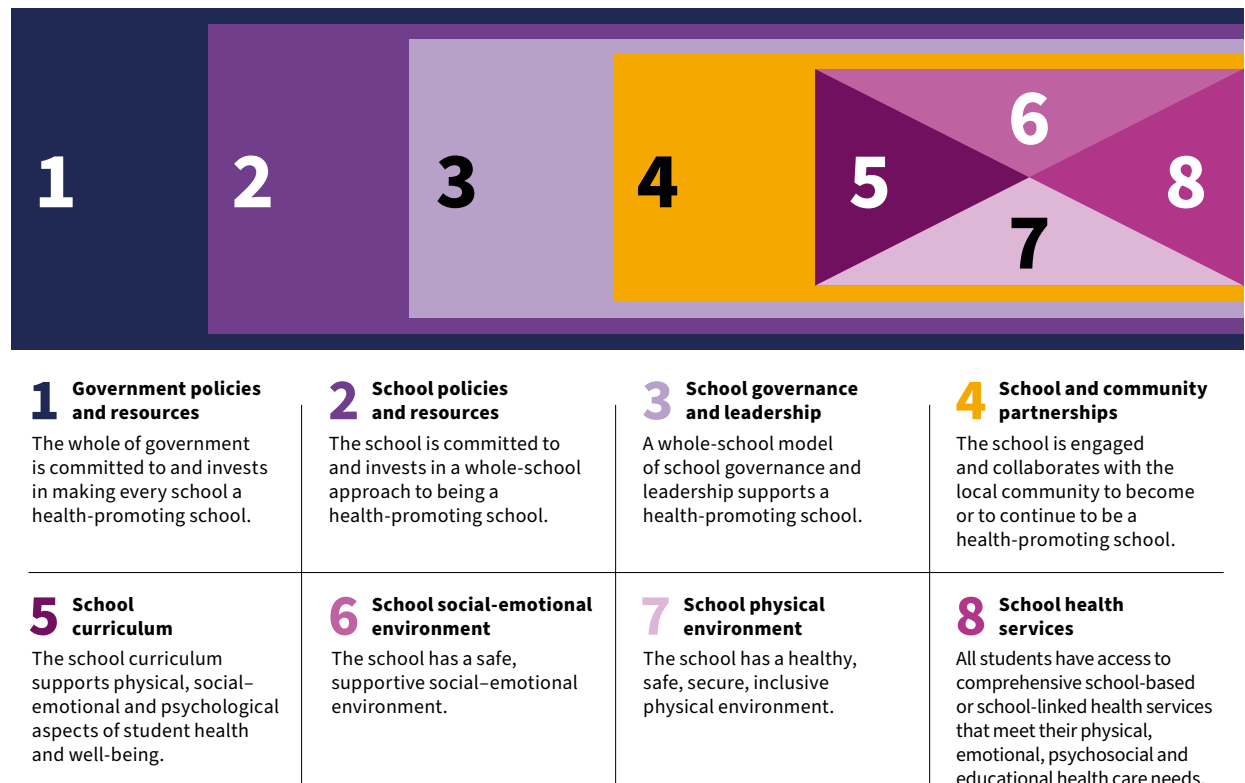 1
2
3
4
5
6
7
8
1 Government policies
and resources
The whole of government
is committed to and invests
in making every school a
health-promoting school.
2 School policies
and resources
The school is committed to
and invests in a whole-school
approach to being a
health-promoting school.
3 School governance
and leadership
A whole-school model
of school governance and
leadership supports a
health-promoting school.
4 School and community
partnerships
The school is engaged
and collaborates with the
local community to become
or to continue to be a
health-promoting school.
5 School
curriculum
The school curriculum
supports physical, social–
emotional and psychological
aspects of student health
and well-being.
6 School social-emotional
environment
The school has a safe,
supportive social–emotional
environment.
7 School physical
environment
The school has a healthy,
safe, secure, inclusive
physical environment.
8 School health
services
All students have access to
comprehensive school-based
or school-linked health services
that meet their physical,
emotional, psychosocial and
educational health care needs.